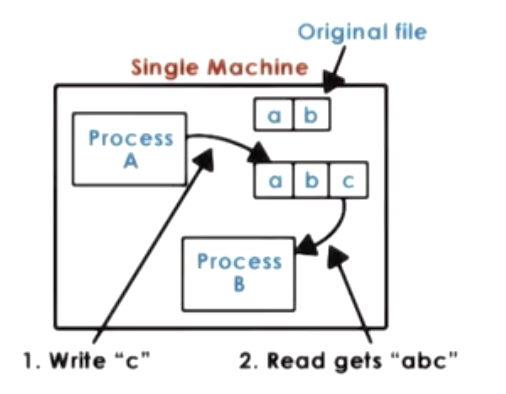 Original file
Single Machine
a b
Process
A
a b c
Process
B
1. Write "c"
2. Read gets "abc"